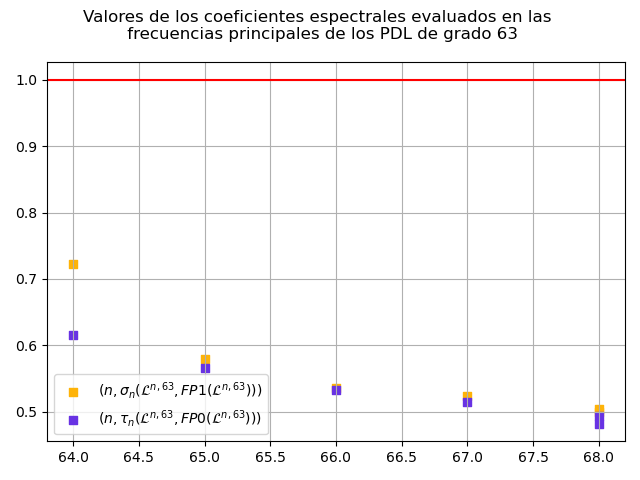 Valores de los coeficientes espectrales evaluados en las
frecuencias principales de los PDL de grado 63
1.0
0.9
0.8
0.7
0.6
0.5
(n, σₙ(ℒⁿ,⁶³, FP1(ℒⁿ,⁶³)))
(n, τₙ(ℒⁿ,⁶³, FP0(ℒⁿ,⁶³)))
64.0 64.5 65.0 65.5 66.0 66.5 67.0 67.5 68.0